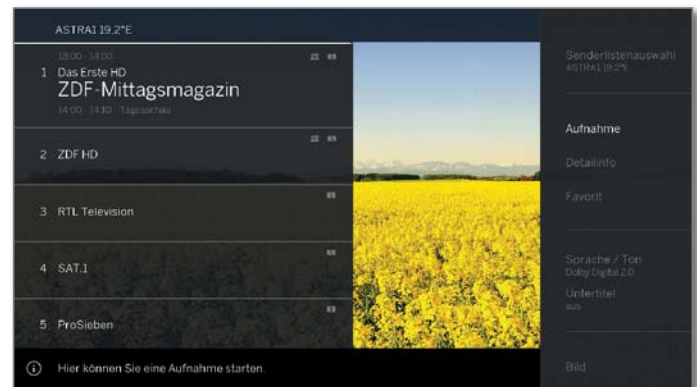 ASTRA1 19,2°E
13:00 - 14:00
1 Das Erste HD
ZDF-Mittagsmagazin
14:00 - 14:10 Tagesschau
2 ZDF HD
3 RTL Television
4 SAT.1
5 ProSieben
Hier können Sie eine Aufnahme starten.
Senderlistenauswahl
ASTRA1 19,2°E
Aufnahme
Detailinfo
Favorit
Sprache / Ton
Dolby Digital 2.0
Untertitel
aus
Bild